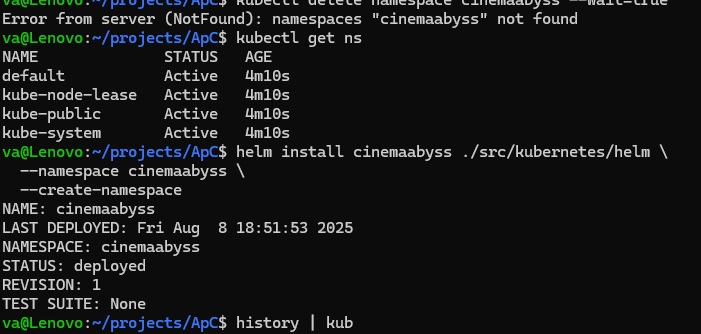 va@Lenovo:~/projects/ApC$ kubectl delete namespace cinemaabyss --wait=true
Error from server (NotFound): namespaces "cinemaabyss" not found
va@Lenovo:~/projects/ApC$ kubectl get ns
NAME              STATUS   AGE
default           Active   4m10s
kube-node-lease   Active   4m10s
kube-public       Active   4m10s
kube-system       Active   4m10s
va@Lenovo:~/projects/ApC$ helm install cinemaabyss ./src/kubernetes/helm \
  --namespace cinemaabyss \
  --create-namespace
NAME: cinemaabyss
LAST DEPLOYED: Fri Aug  8 18:51:53 2025
NAMESPACE: cinemaabyss
STATUS: deployed
REVISION: 1
TEST SUITE: None
va@Lenovo:~/projects/ApC$ history | kub